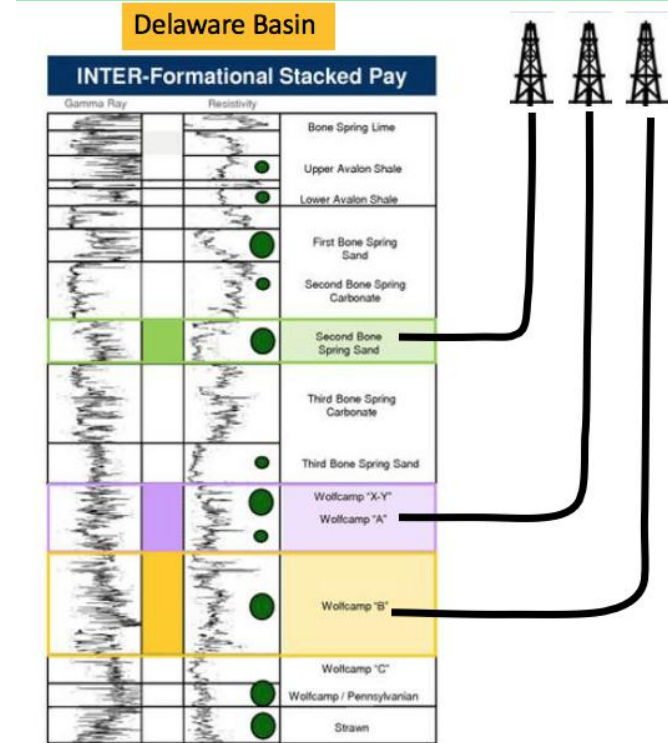 Delaware Basin
INTER-Formational Stacked Pay
Gamma Ray
Resistivity
Bone Spring Lime
Upper Avalon Shale
Lower Avalon Shale
First Bone Spring
Sand
Second Bone Spring
Carbonate
Second Bone
Spring Sand
Third Bone Spring
Carbonate
Third Bone Spring Sand
Wolfcamp "X-Y"
Wolfcamp "A"
Wolfcamp "B"
Wolfcamp "C"
Wolfcamp / Pennsylvanian
Strawn